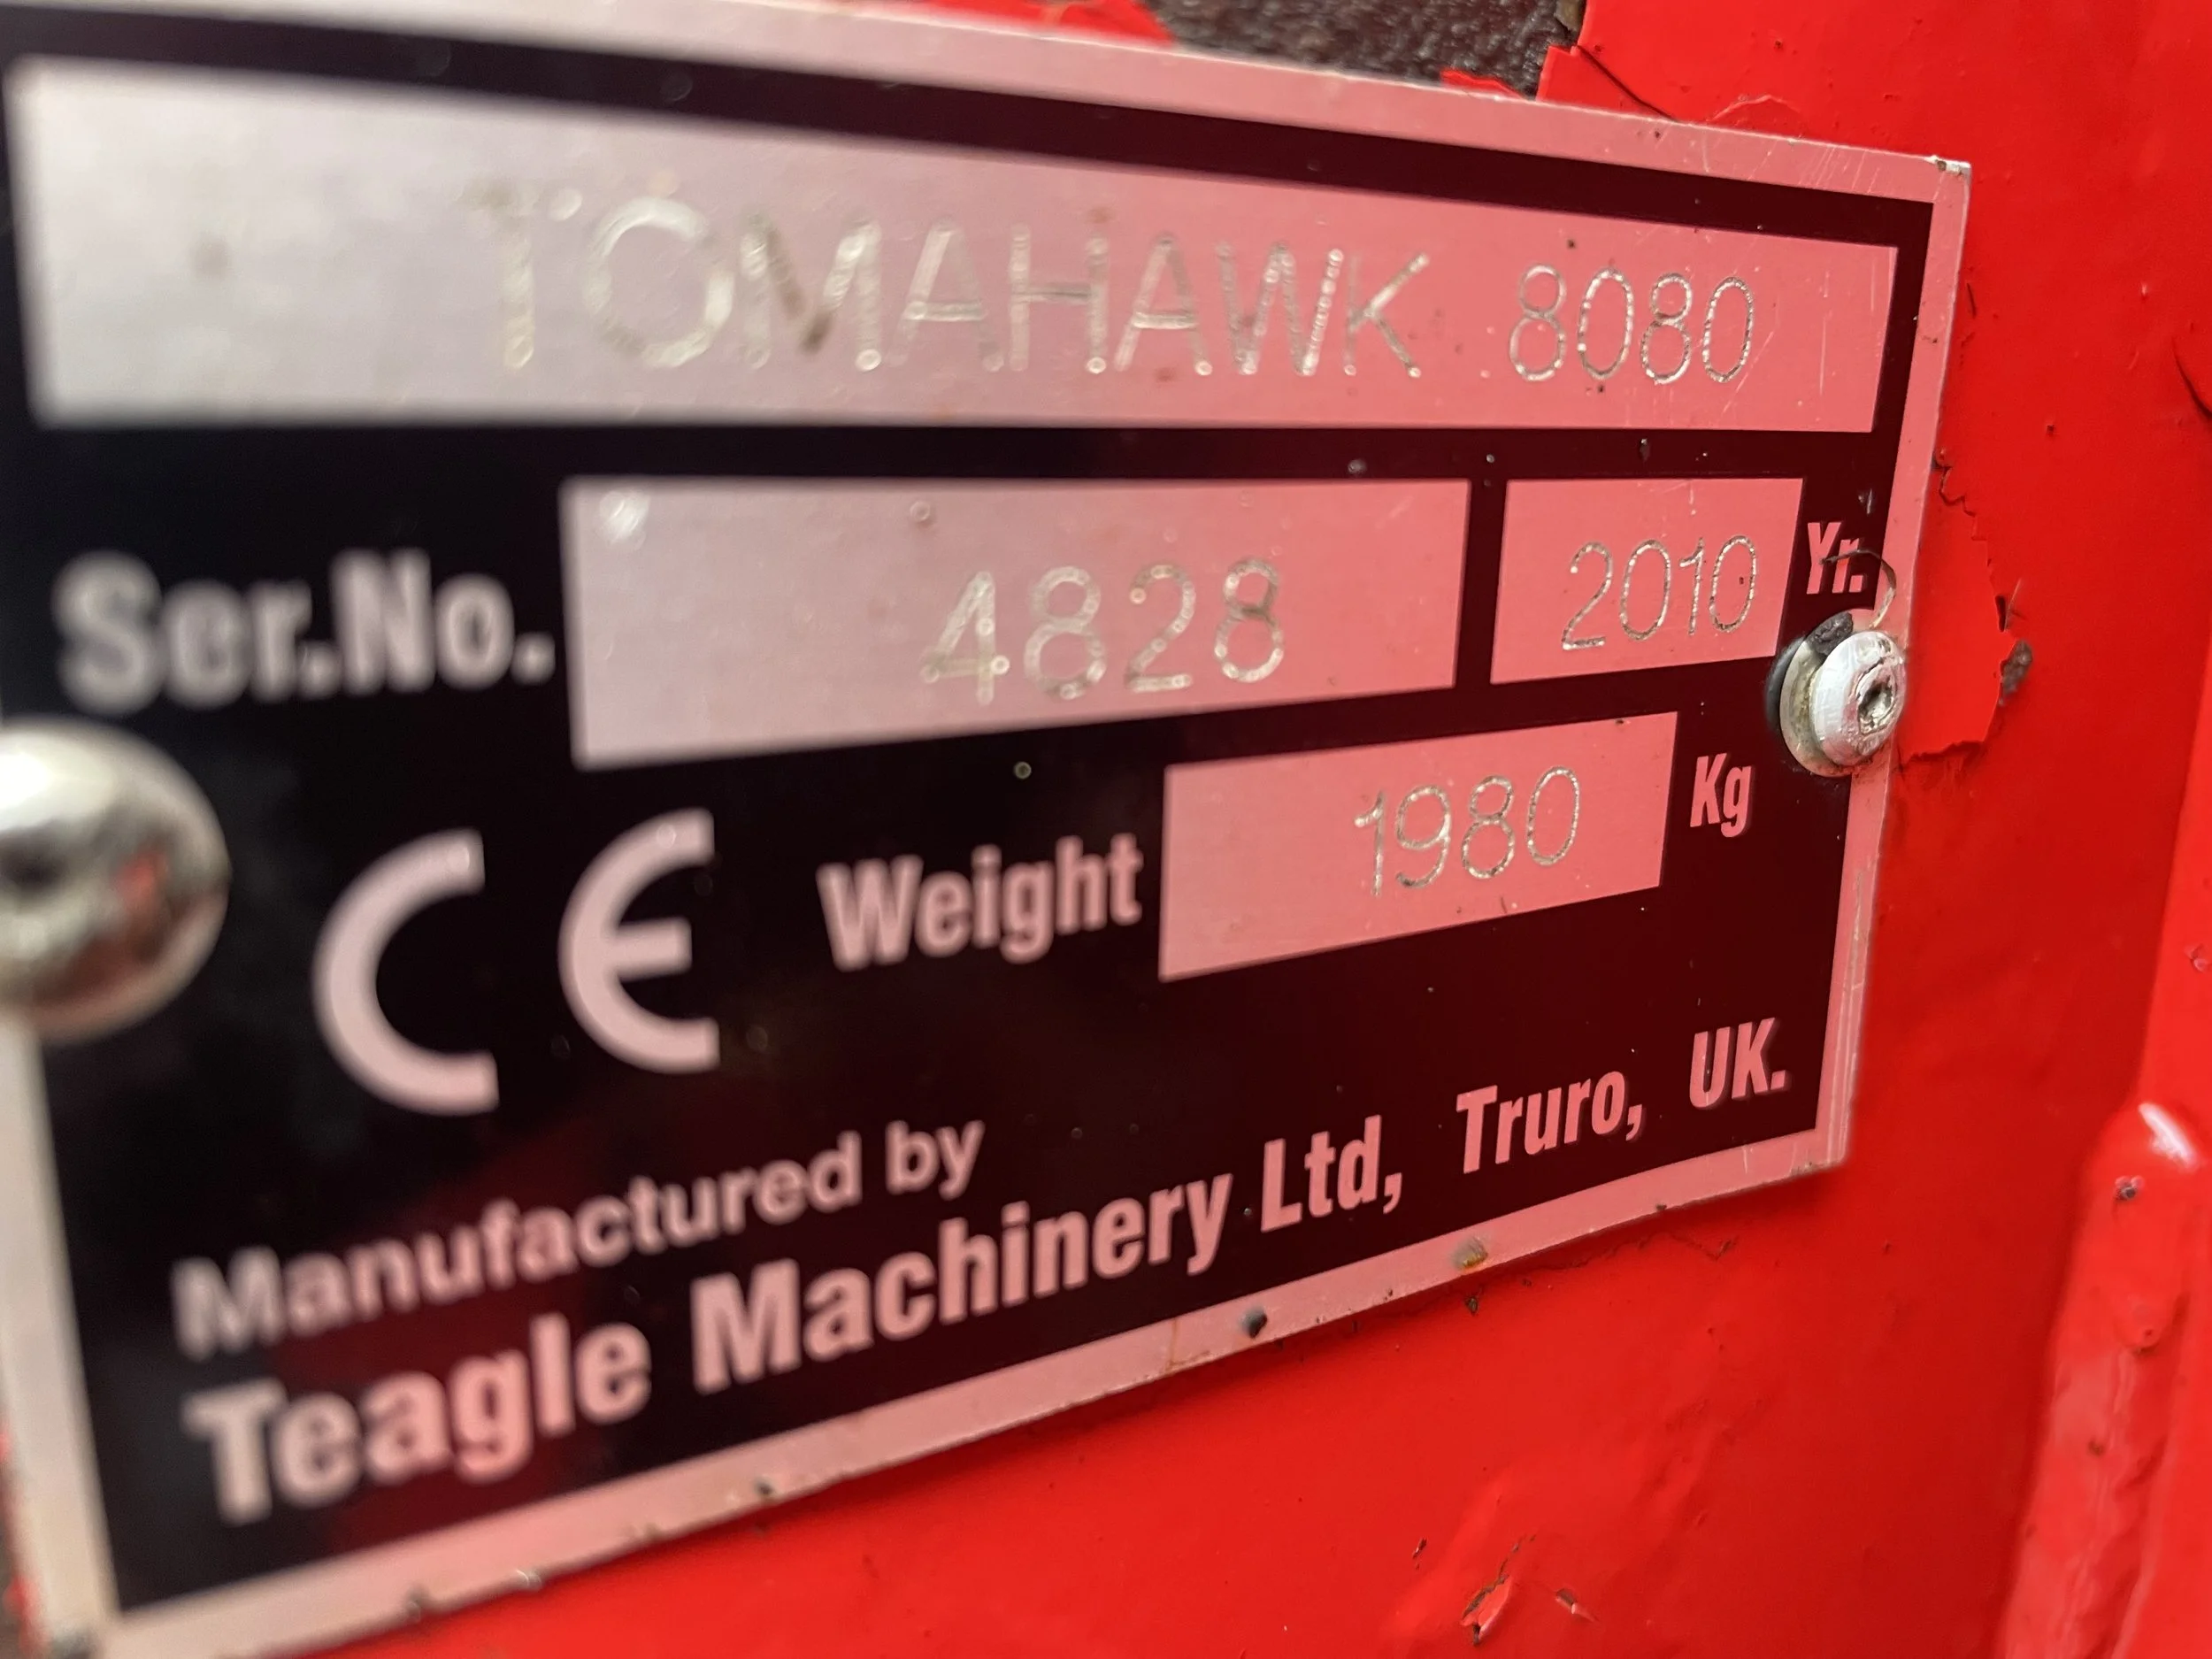 TOMAHAWK 8080
Ser.No. 4828 2010 Yr.
CE Weight 1980 Kg
Manufactured by
Teagle Machinery Ltd, Truro, UK.